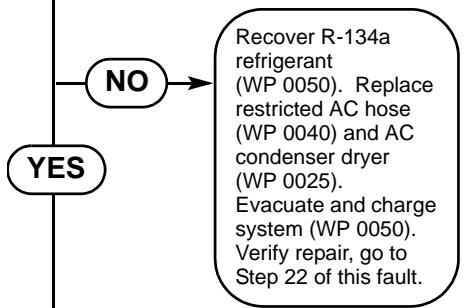 NO
Recover R-134a
refrigerant
(WP 0050).  Replace
restricted AC hose
(WP 0040) and AC
condenser dryer
(WP 0025).
Evacuate and charge
system (WP 0050).
Verify repair, go to
Step 22 of this fault.
YES